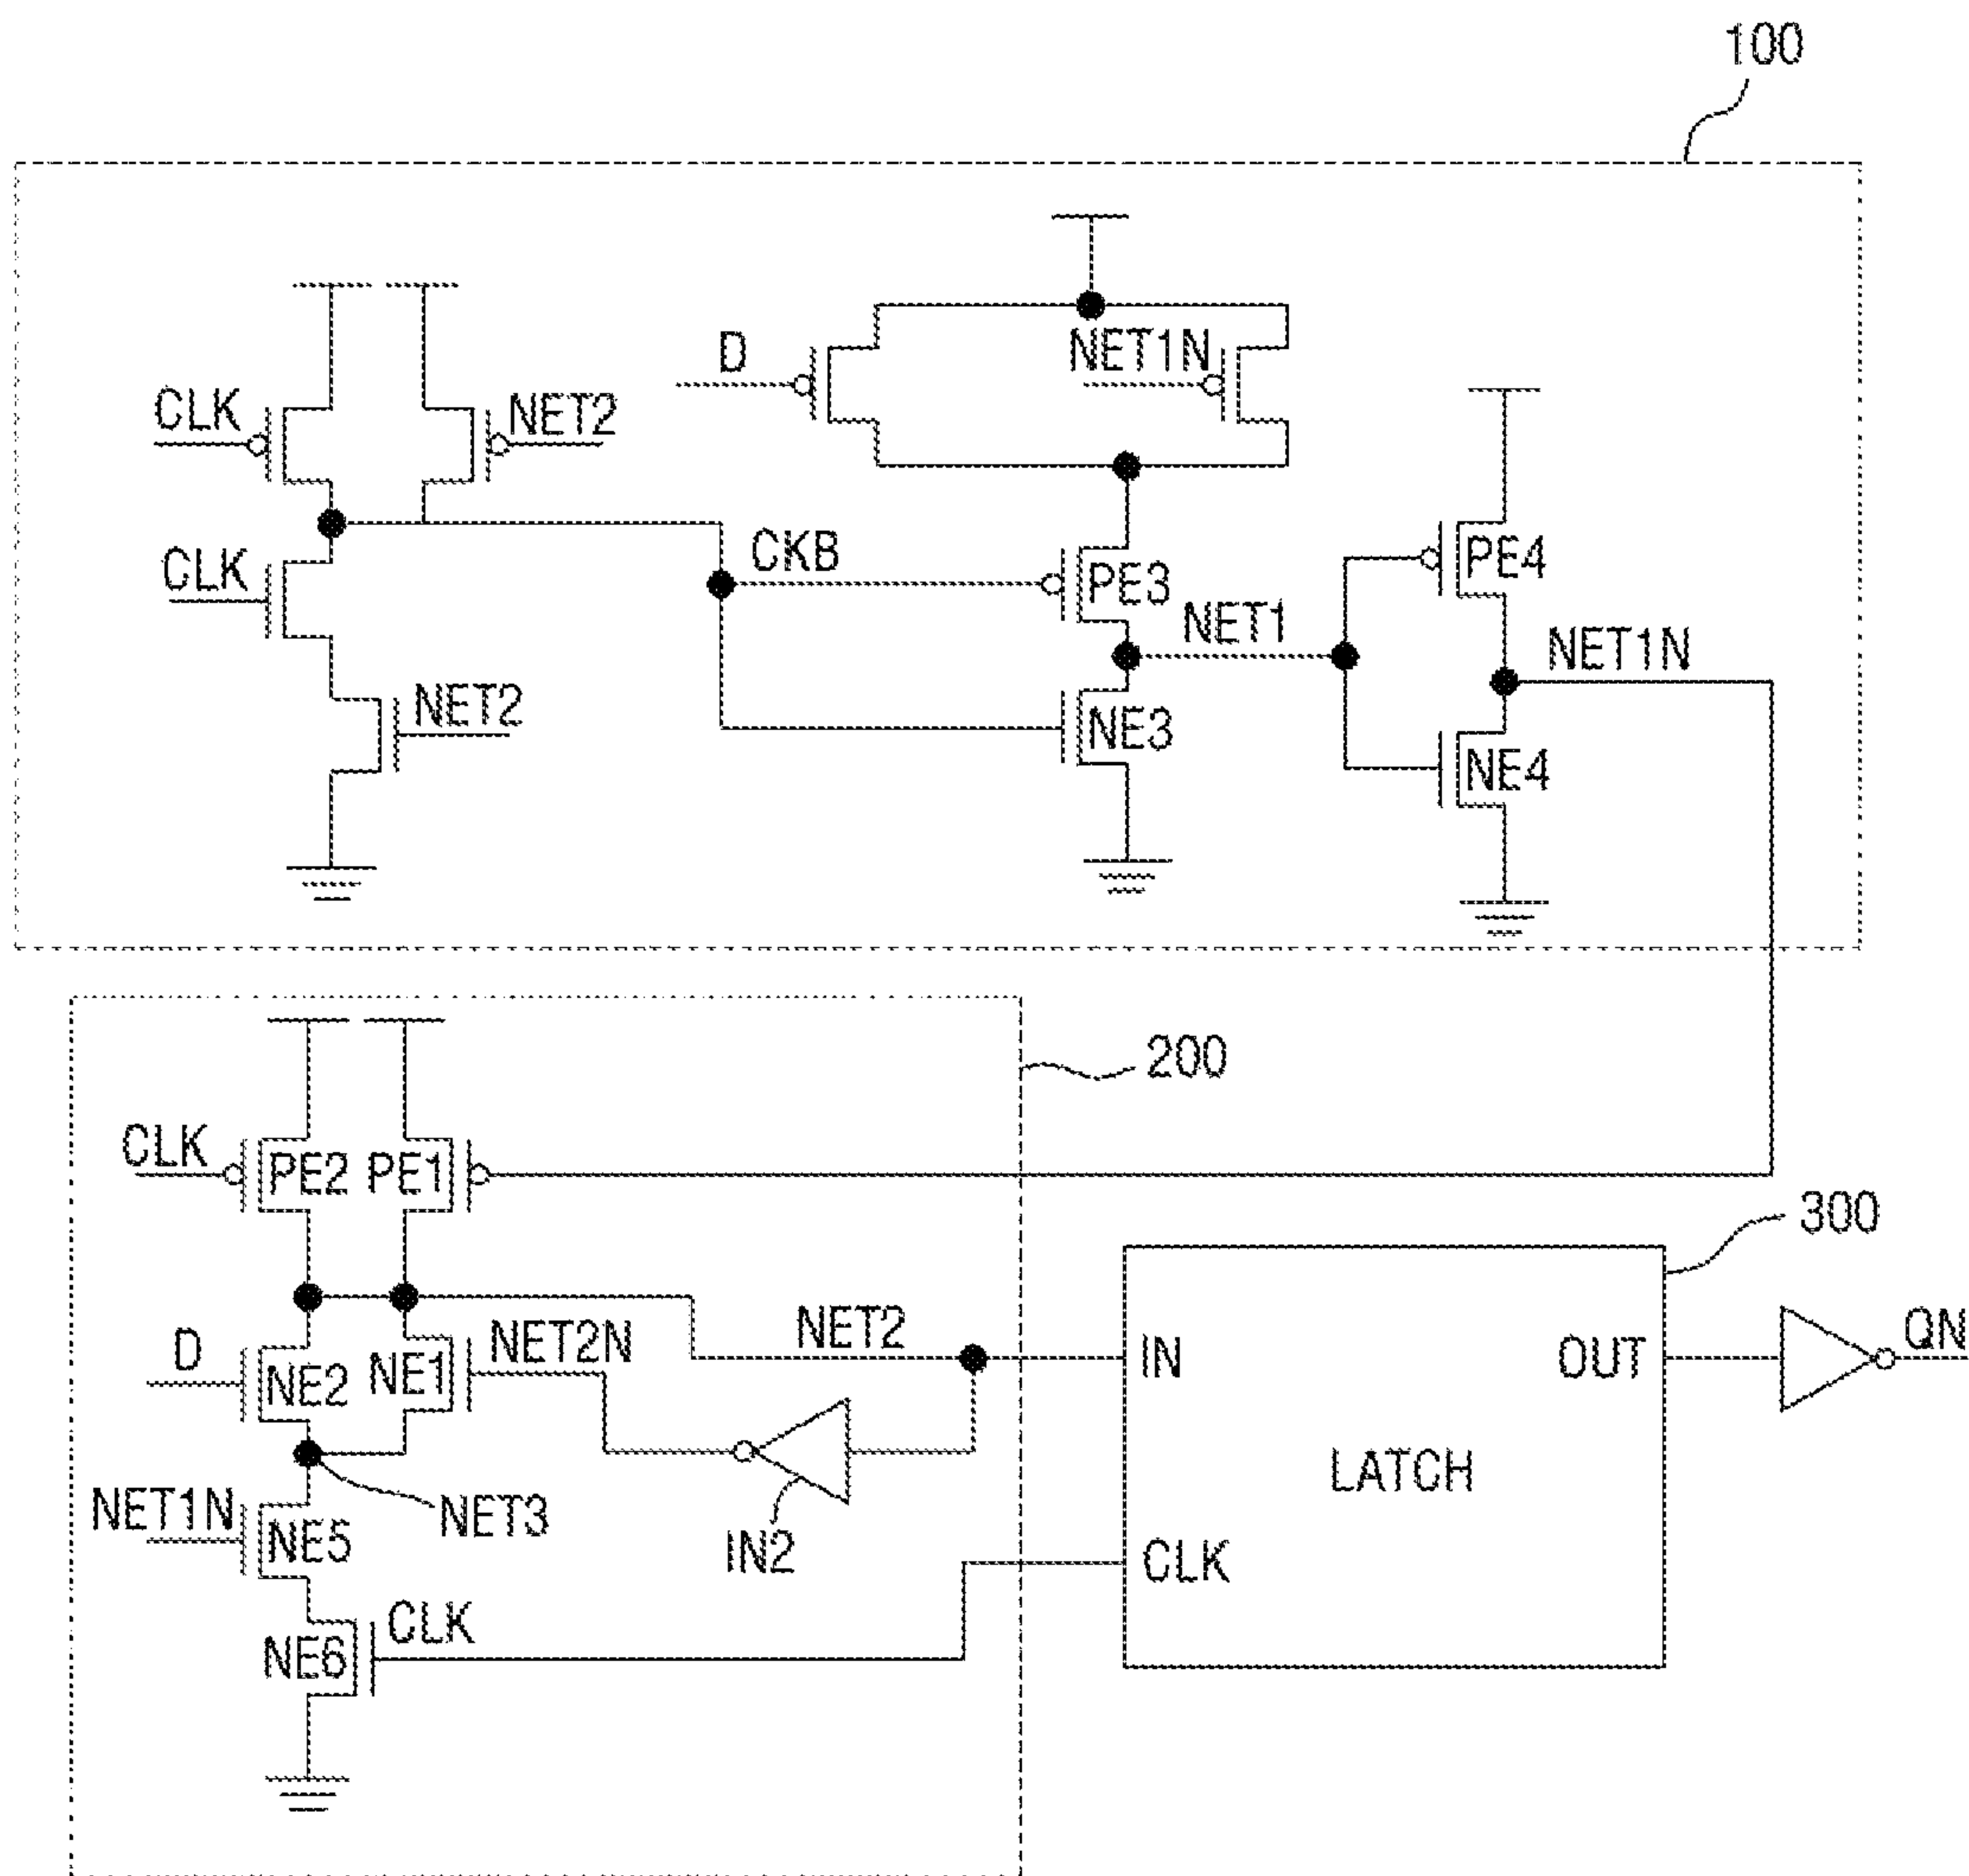 100
D
NET1N
CLK
NET2
CLK
CKB
PE3
PE4
NET1
NET1N
NET2
NE3
NE4
200
CLK
PE2
PE1
300
D
NE2
NE1
NET2N
NET2
IN
OUT
QN
LATCH
NET1N
NE5
NET3
IN2
CLK
NE6
CLK